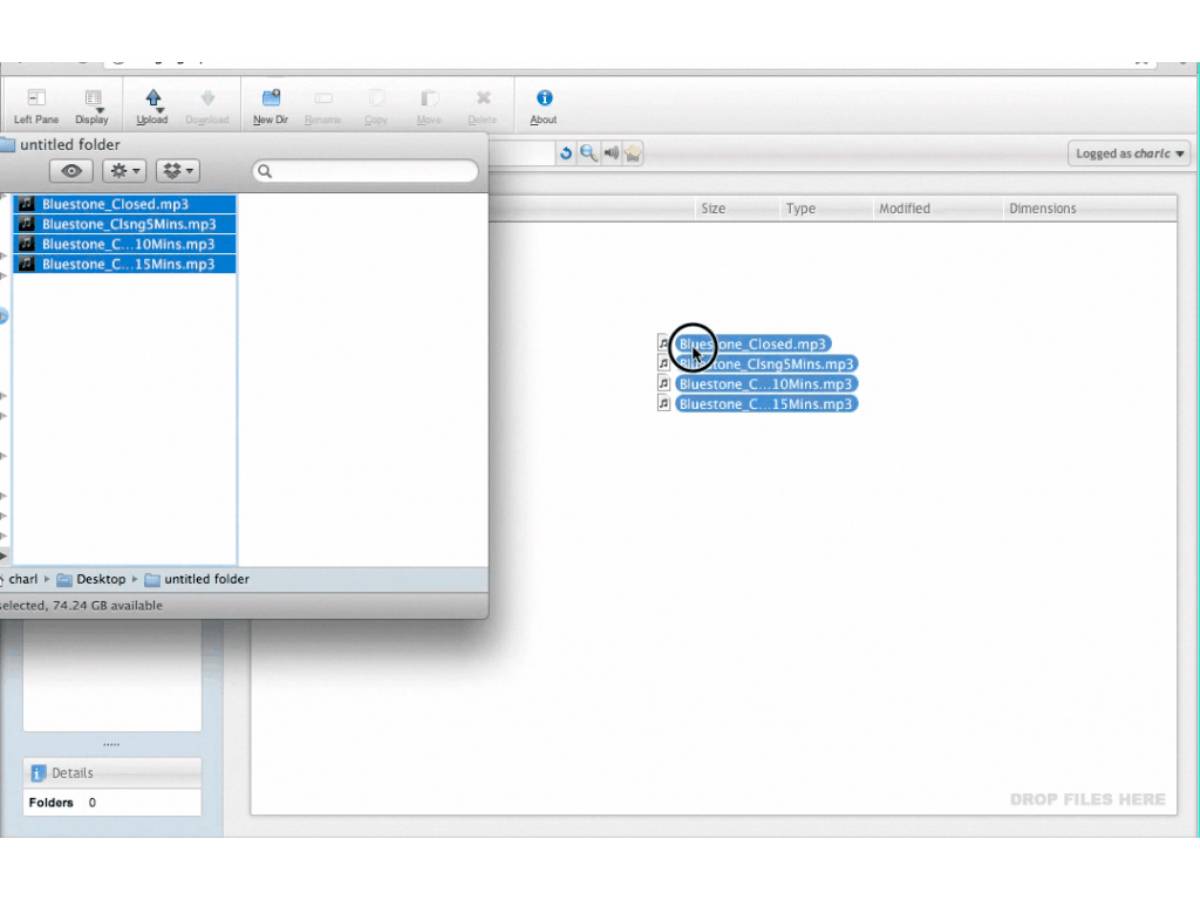 Left Pane Display Upload Download New Dir Rename Copy Move Delete About
untitled folder
Logged as charlc
Size Type Modified Dimensions
Bluestone_Closed.mp3
Bluestone_Clsng5Mins.mp3
Bluestone_C...10Mins.mp3
Bluestone_C...15Mins.mp3
Bluestone_Closed.mp3
Bluestone_Clsng5Mins.mp3
Bluestone_C...10Mins.mp3
Bluestone_C...15Mins.mp3
charl Desktop untitled folder
selected, 74.24 GB available
Details
Folders 0
DROP FILES HERE